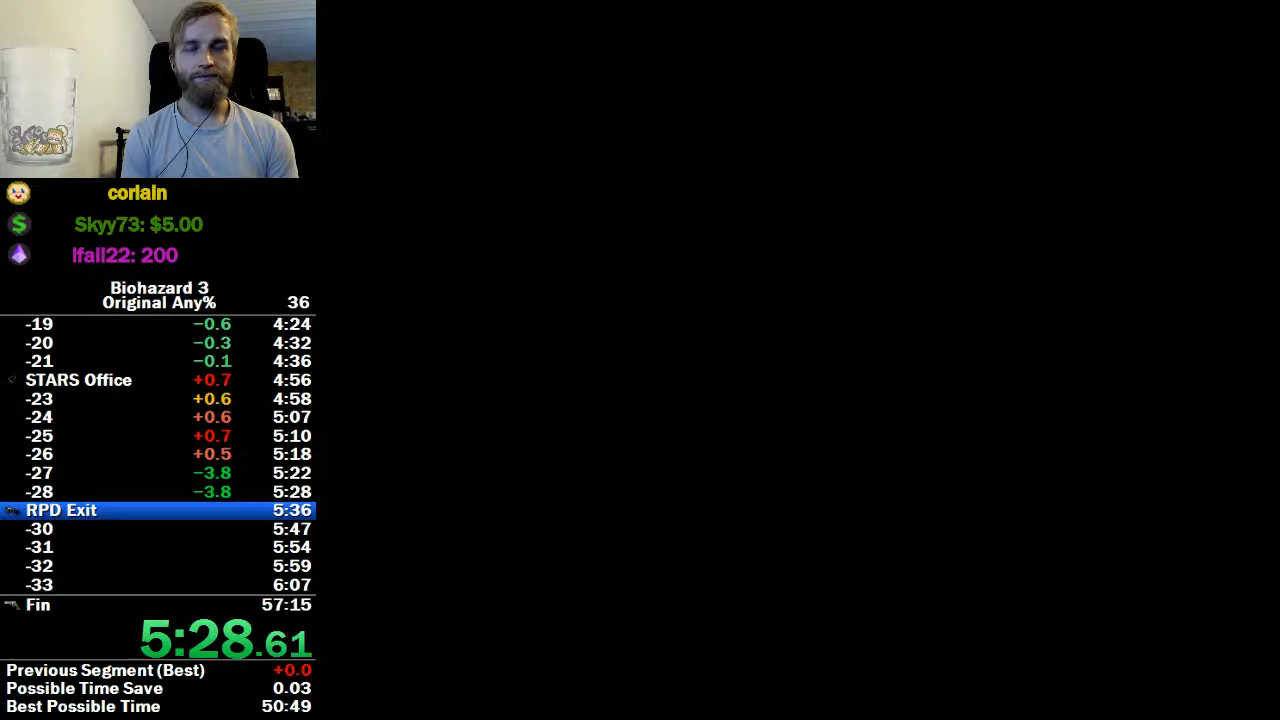 corlain
$ Skyy73: $5.00
lfall22: 200
Biohazard 3
Original Any% 36
-19 −0.6 4:24
-20 −0.3 4:32
-21 −0.1 4:36
STARS Office +0.7 4:56
-23 +0.6 4:58
-24 +0.6 5:07
-25 +0.7 5:10
-26 +0.5 5:18
-27 −3.8 5:22
-28 −3.8 5:28
RPD Exit 5:36
-30 5:47
-31 5:54
-32 5:59
-33 6:07
Fin 57:15
5:28.61
Previous Segment (Best) +0.0
Possible Time Save 0.03
Best Possible Time 50:49